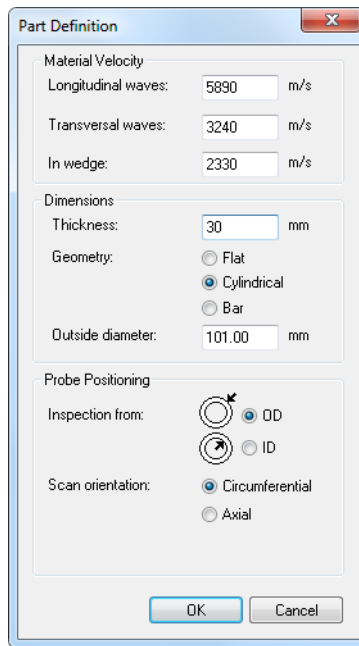 Part Definition
Material Velocity
Longitudinal waves: 5890 m/s
Transversal waves: 3240 m/s
In wedge: 2330 m/s
Dimensions
Thickness: 30 mm
Geometry: Flat
Cylindrical
Bar
Outside diameter: 101.00 mm
Probe Positioning
Inspection from: OD
ID
Scan orientation: Circumferential
Axial
OK Cancel